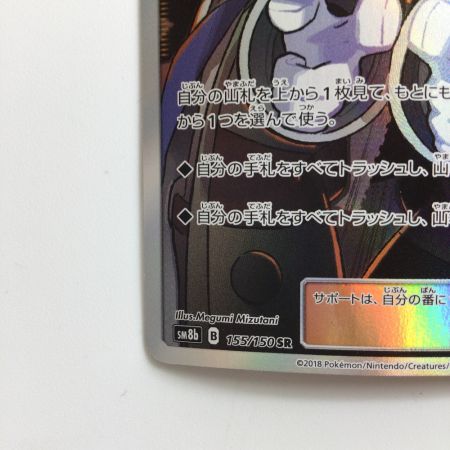 自分の山札を上から1枚見て、もとにも
から1つを選んで使う。
◆自分の手札をすべてトラッシュし、山
◆自分の手札をすべてトラッシュし、山
サポートは、自分の番に
Illus.Megumi Mizutani
SM8b B 155/150 SR
©2018 Pokémon/Nintendo/Creatures/